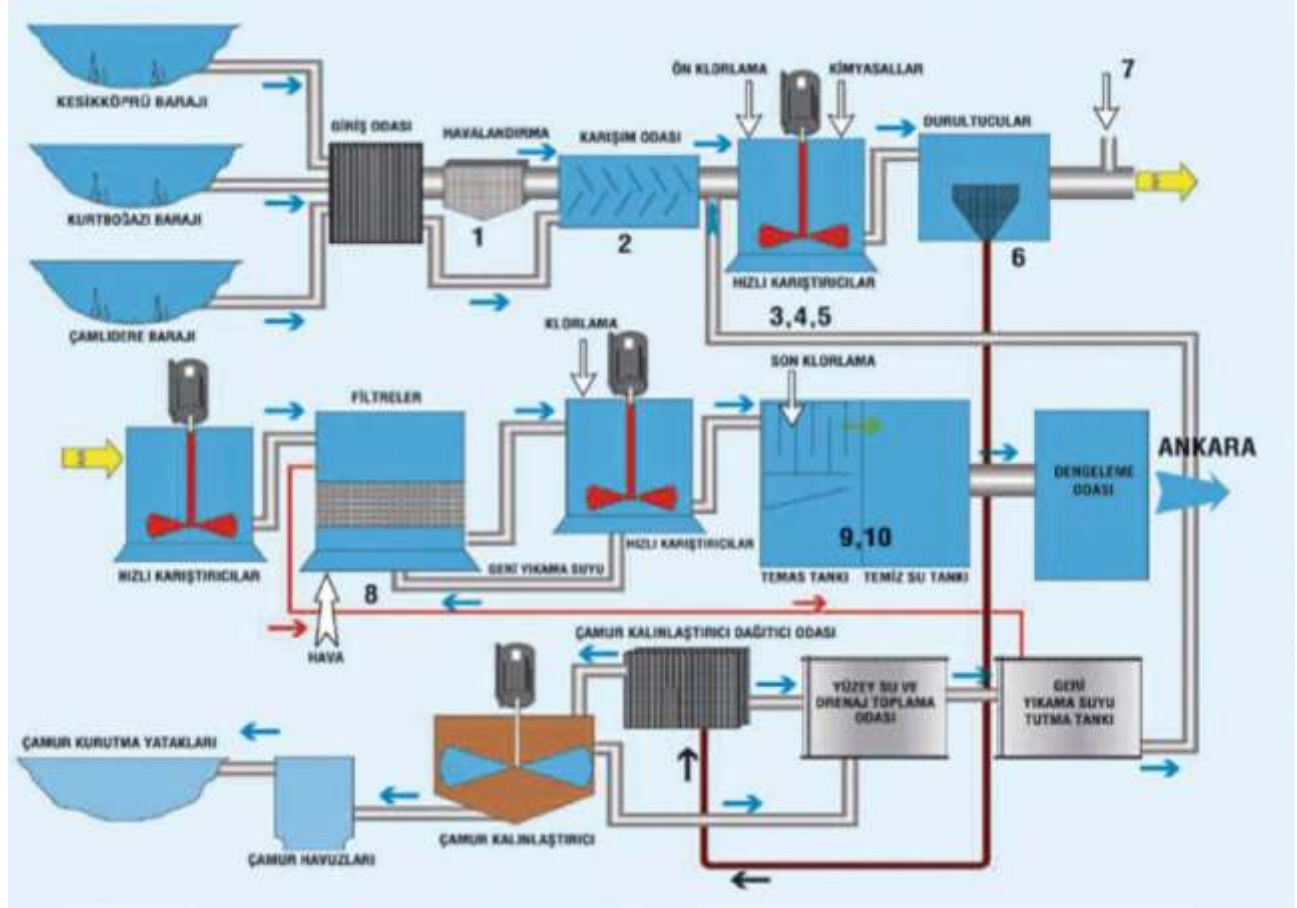 KESİKKÖPRÜ BARAJI
KURTBOĞAZI BARAJI
ÇAMLIDERE BARAJI
GİRİŞ ODASI
HAVALANDIRMA
1
KARIŞIM ODASI
2
ÖN KLORLAMA
KİMYASALLAR
HIZLI KARIŞTIRICILAR
3,4,5
DURULTUCULAR
6
7
HIZLI KARIŞTIRICILAR
FİLTRELER
8
HAVA
GERİ YIKAMA SUYU
KLORLAMA
HIZLI KARIŞTIRICILAR
SON KLORLAMA
9,10
TEMAS TANKI
TEMİZ SU TANKI
DENGELEME
ODASI
ANKARA
ÇAMUR KALINLAŞTIRICI DAĞITICI ODASI
YÜZEY SU VE
DRENAJ TOPLAMA
ODASI
GERİ
YIKAMA SUYU
TUTMA TANKI
ÇAMUR KURUTMA YATAKLARI
ÇAMUR HAVUZLARI
ÇAMUR KALINLAŞTIRICI